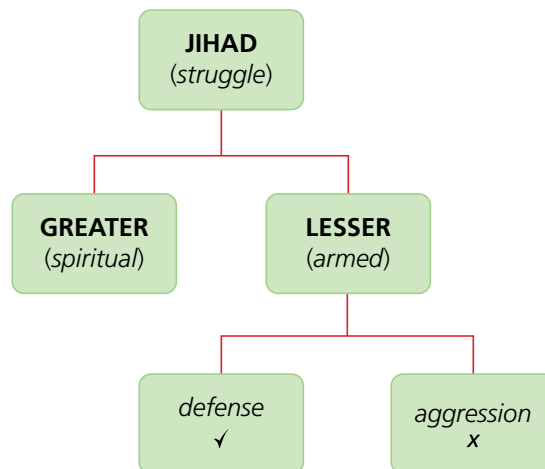 JIHAD
(struggle)
GREATER
(spiritual)
LESSER
(armed)
defense
✓
aggression
x